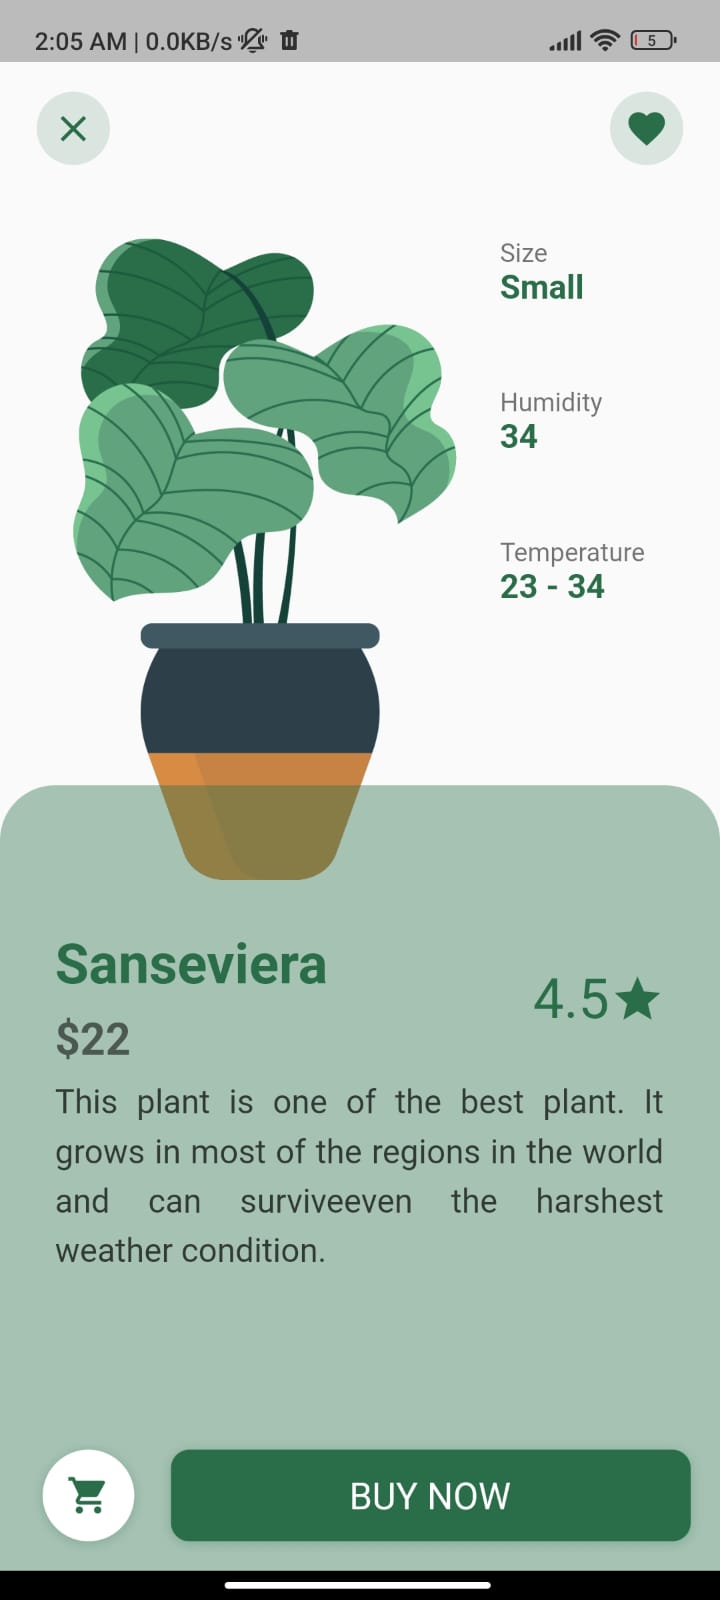 2:05 AM | 0.0KB/s
5
Size
Small
Humidity
34
Temperature
23 - 34
Sanseviera
4.5
$22
This plant is one of the best plant. It
grows in most of the regions in the world
and can surviveeven the harshest
weather condition.
BUY NOW